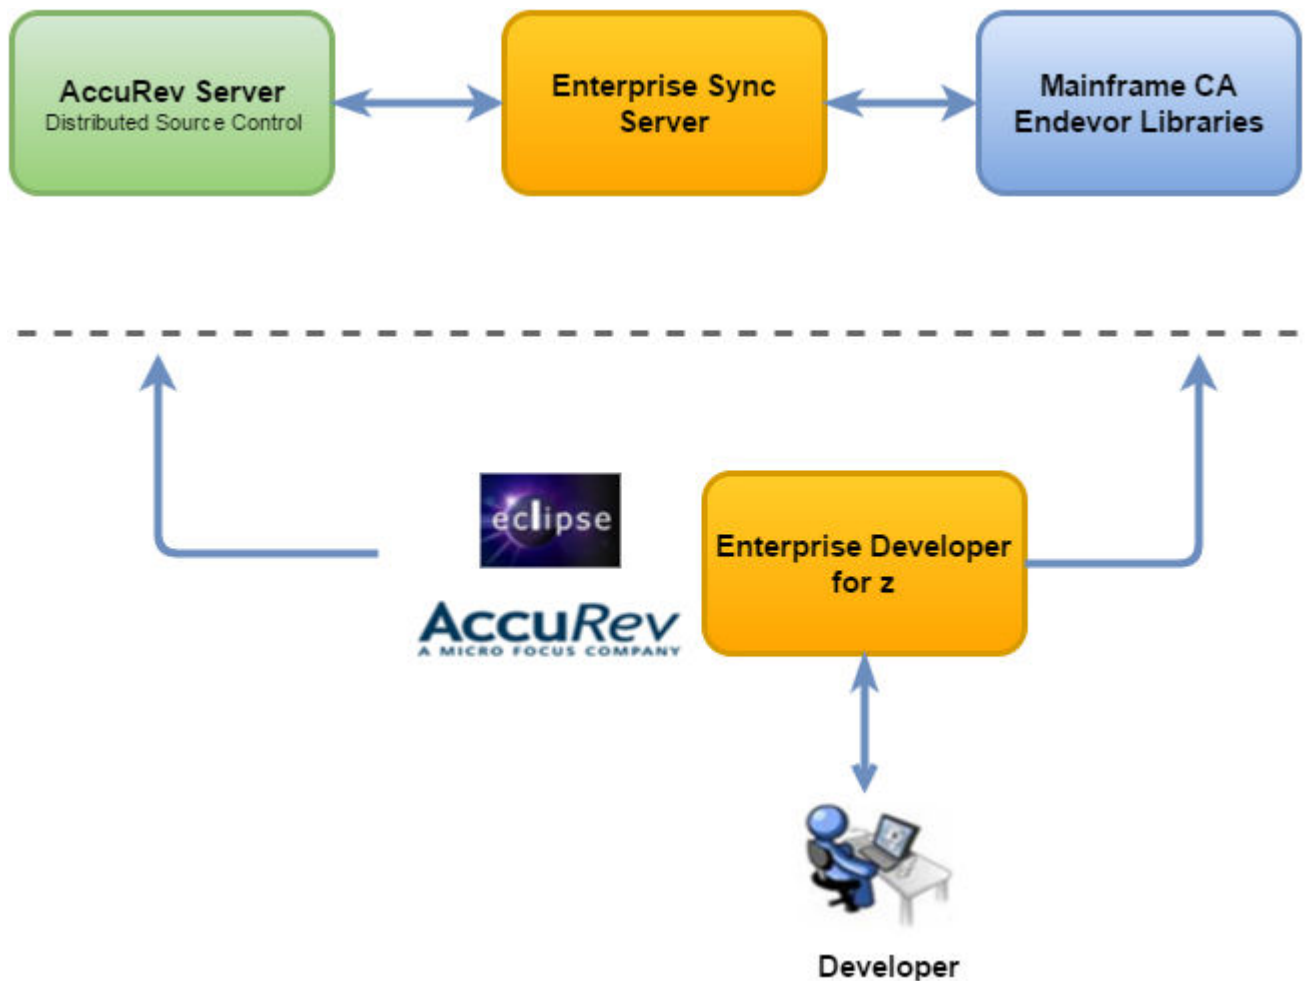 AccuRev Server
Distributed Source Control
Enterprise Sync
Server
Mainframe CA
Endevor Libraries
eclipse
AccuRev
A MICRO FOCUS COMPANY
Enterprise Developer
for z
Developer